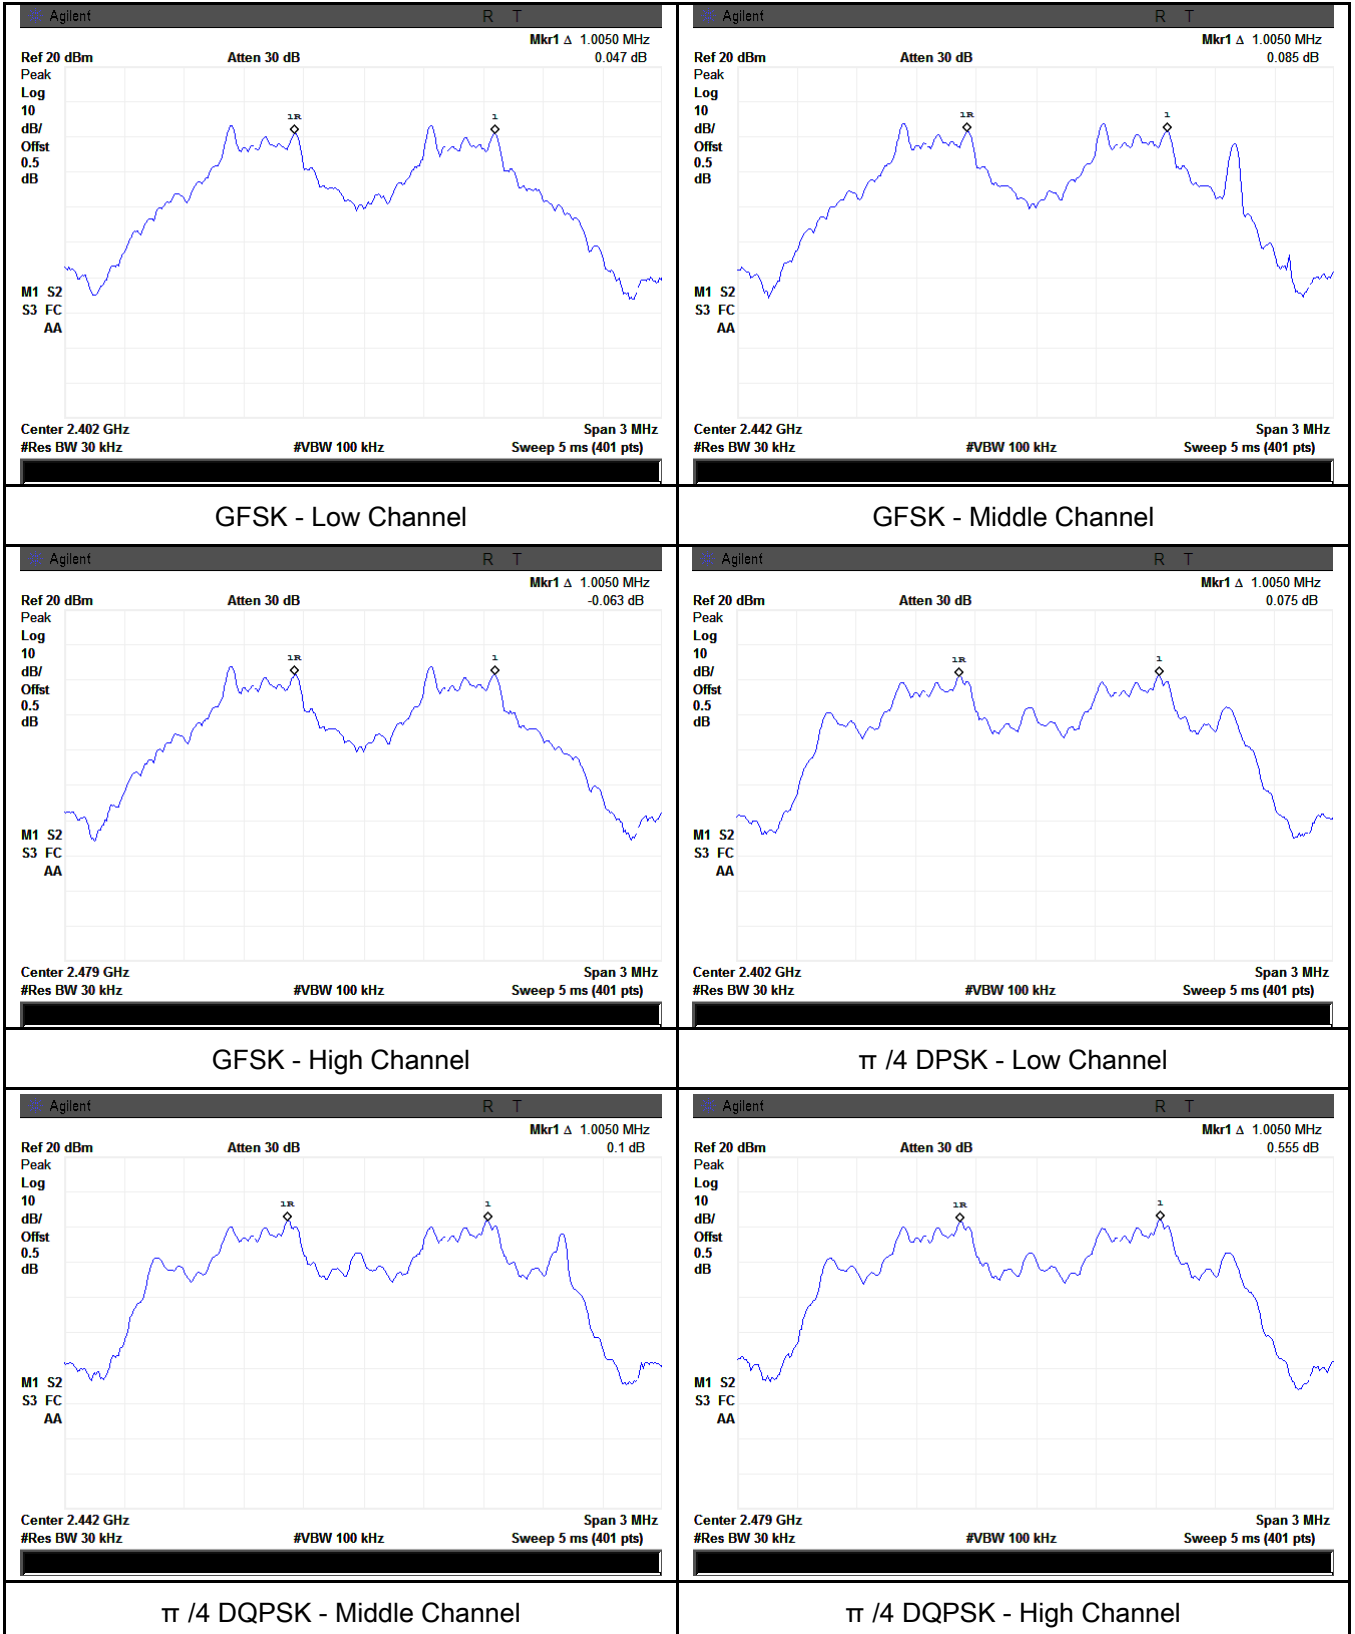 Agilent R T
Mkr1 Δ 1.0050 MHz
Ref 20 dBm Atten 30 dB 0.047 dB
Peak
Log
10
dB/
Offst
0.5
dB
1R 1
M1 S2
S3 FC
AA
Center 2.402 GHz Span 3 MHz
#Res BW 30 kHz #VBW 100 kHz Sweep 5 ms (401 pts)
GFSK - Low Channel
Agilent R T
Mkr1 Δ 1.0050 MHz
Ref 20 dBm Atten 30 dB 0.085 dB
Peak
Log
10
dB/
Offst
0.5
dB
1R 1
M1 S2
S3 FC
AA
Center 2.442 GHz Span 3 MHz
#Res BW 30 kHz #VBW 100 kHz Sweep 5 ms (401 pts)
GFSK - Middle Channel
Agilent R T
Mkr1 Δ 1.0050 MHz
Ref 20 dBm Atten 30 dB -0.063 dB
Peak
Log
10
dB/
Offst
0.5
dB
1R 1
M1 S2
S3 FC
AA
Center 2.479 GHz Span 3 MHz
#Res BW 30 kHz #VBW 100 kHz Sweep 5 ms (401 pts)
GFSK - High Channel
Agilent R T
Mkr1 Δ 1.0050 MHz
Ref 20 dBm Atten 30 dB 0.075 dB
Peak
Log
10
dB/
Offst
0.5
dB
1R 1
M1 S2
S3 FC
AA
Center 2.402 GHz Span 3 MHz
#Res BW 30 kHz #VBW 100 kHz Sweep 5 ms (401 pts)
π /4 DPSK - Low Channel
Agilent R T
Mkr1 Δ 1.0050 MHz
Ref 20 dBm Atten 30 dB 0.1 dB
Peak
Log
10
dB/
Offst
0.5
dB
1R 1
M1 S2
S3 FC
AA
Center 2.442 GHz Span 3 MHz
#Res BW 30 kHz #VBW 100 kHz Sweep 5 ms (401 pts)
π /4 DQPSK - Middle Channel
Agilent R T
Mkr1 Δ 1.0050 MHz
Ref 20 dBm Atten 30 dB 0.555 dB
Peak
Log
10
dB/
Offst
0.5
dB
1R 1
M1 S2
S3 FC
AA
Center 2.479 GHz Span 3 MHz
#Res BW 30 kHz #VBW 100 kHz Sweep 5 ms (401 pts)
π /4 DQPSK - High Channel